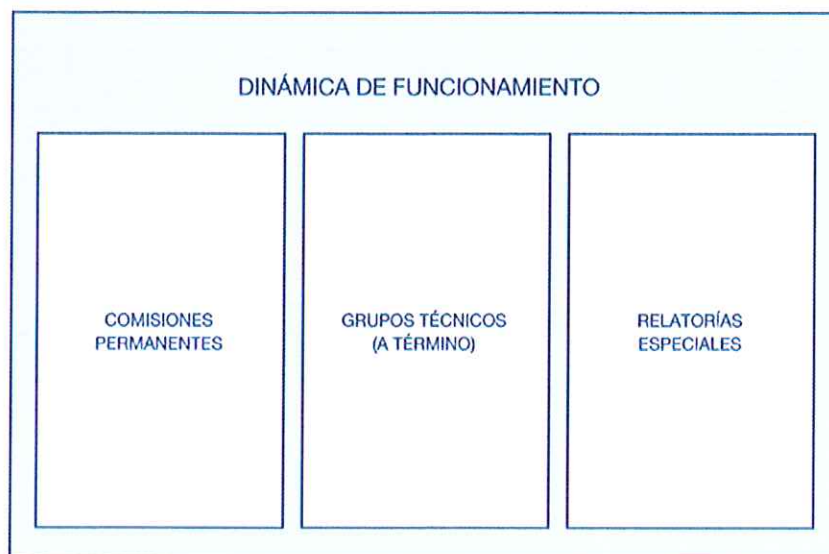 DINÁMICA DE FUNCIONAMIENTO
COMISIONES
PERMANENTES
GRUPOS TÉCNICOS
(A TÉRMINO)
RELATORÍAS
ESPECIALES